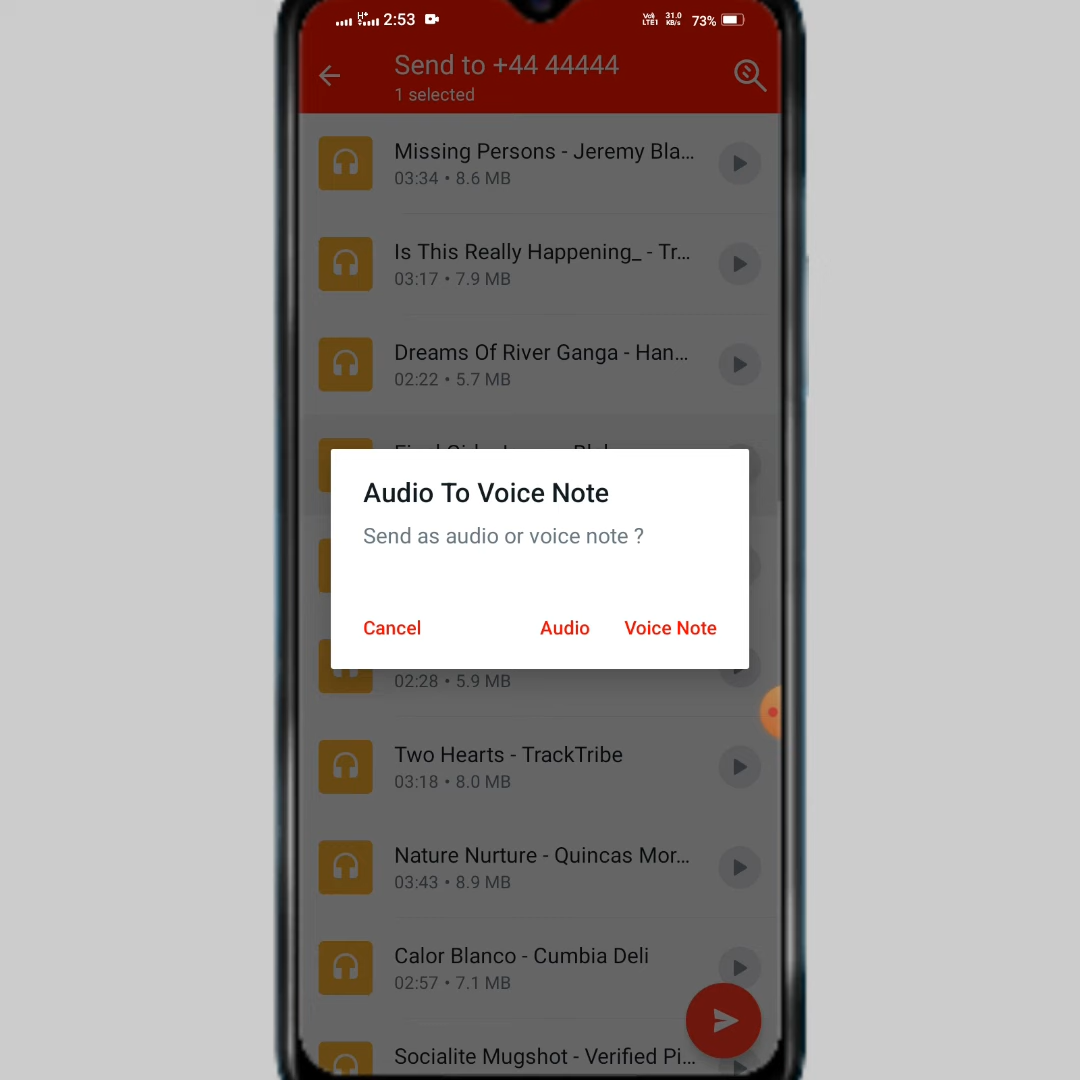 2:53
31.0
KB/s
73%
Send to +44 44444
1 selected
Missing Persons - Jeremy Bla...
03:34 • 8.6 MB
Is This Really Happening_ - Tr...
03:17 • 7.9 MB
Dreams Of River Ganga - Han...
02:22 • 5.7 MB
Audio To Voice Note
Send as audio or voice note ?
Cancel Audio Voice Note
02:28 • 5.9 MB
Two Hearts - TrackTribe
03:18 • 8.0 MB
Nature Nurture - Quincas Mor...
03:43 • 8.9 MB
Calor Blanco - Cumbia Deli
02:57 • 7.1 MB
Socialite Mugshot - Verified Pi...